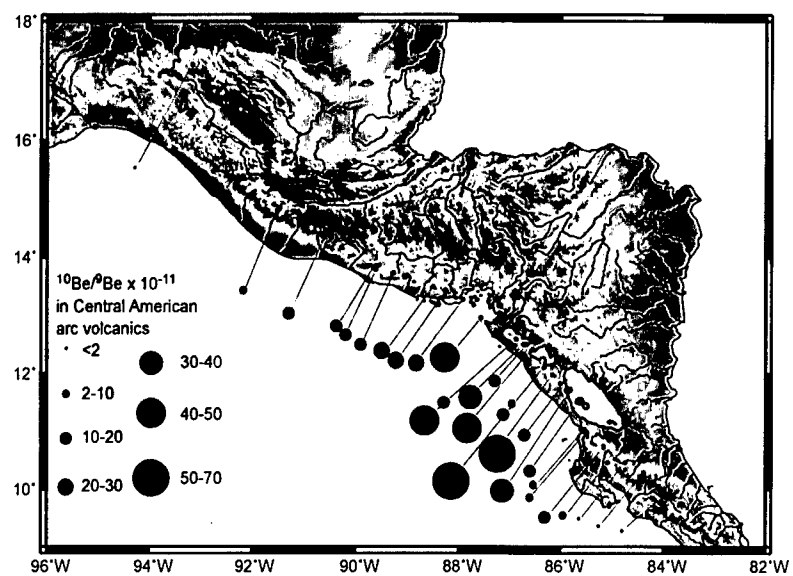 18°
16°
14°
12°
10°
¹⁰Be/⁹Be x 10⁻¹¹
in Central American
arc volcanics
<2
2-10
10-20
20-30
30-40
40-50
50-70
96°W
94°W
92°W
90°W
88°W
86°W
84°W
82°W